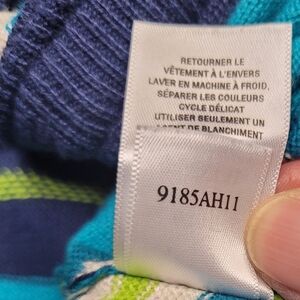 RETOURNER LE
VÊTEMENT À L'ENVERS
LAVER EN MACHINE À FROID,
SÉPARER LES COULEURS
CYCLE DÉLICAT
UTILISER SEULEMENT UN
AGENT DE BLANCHIMENT
9185AH11